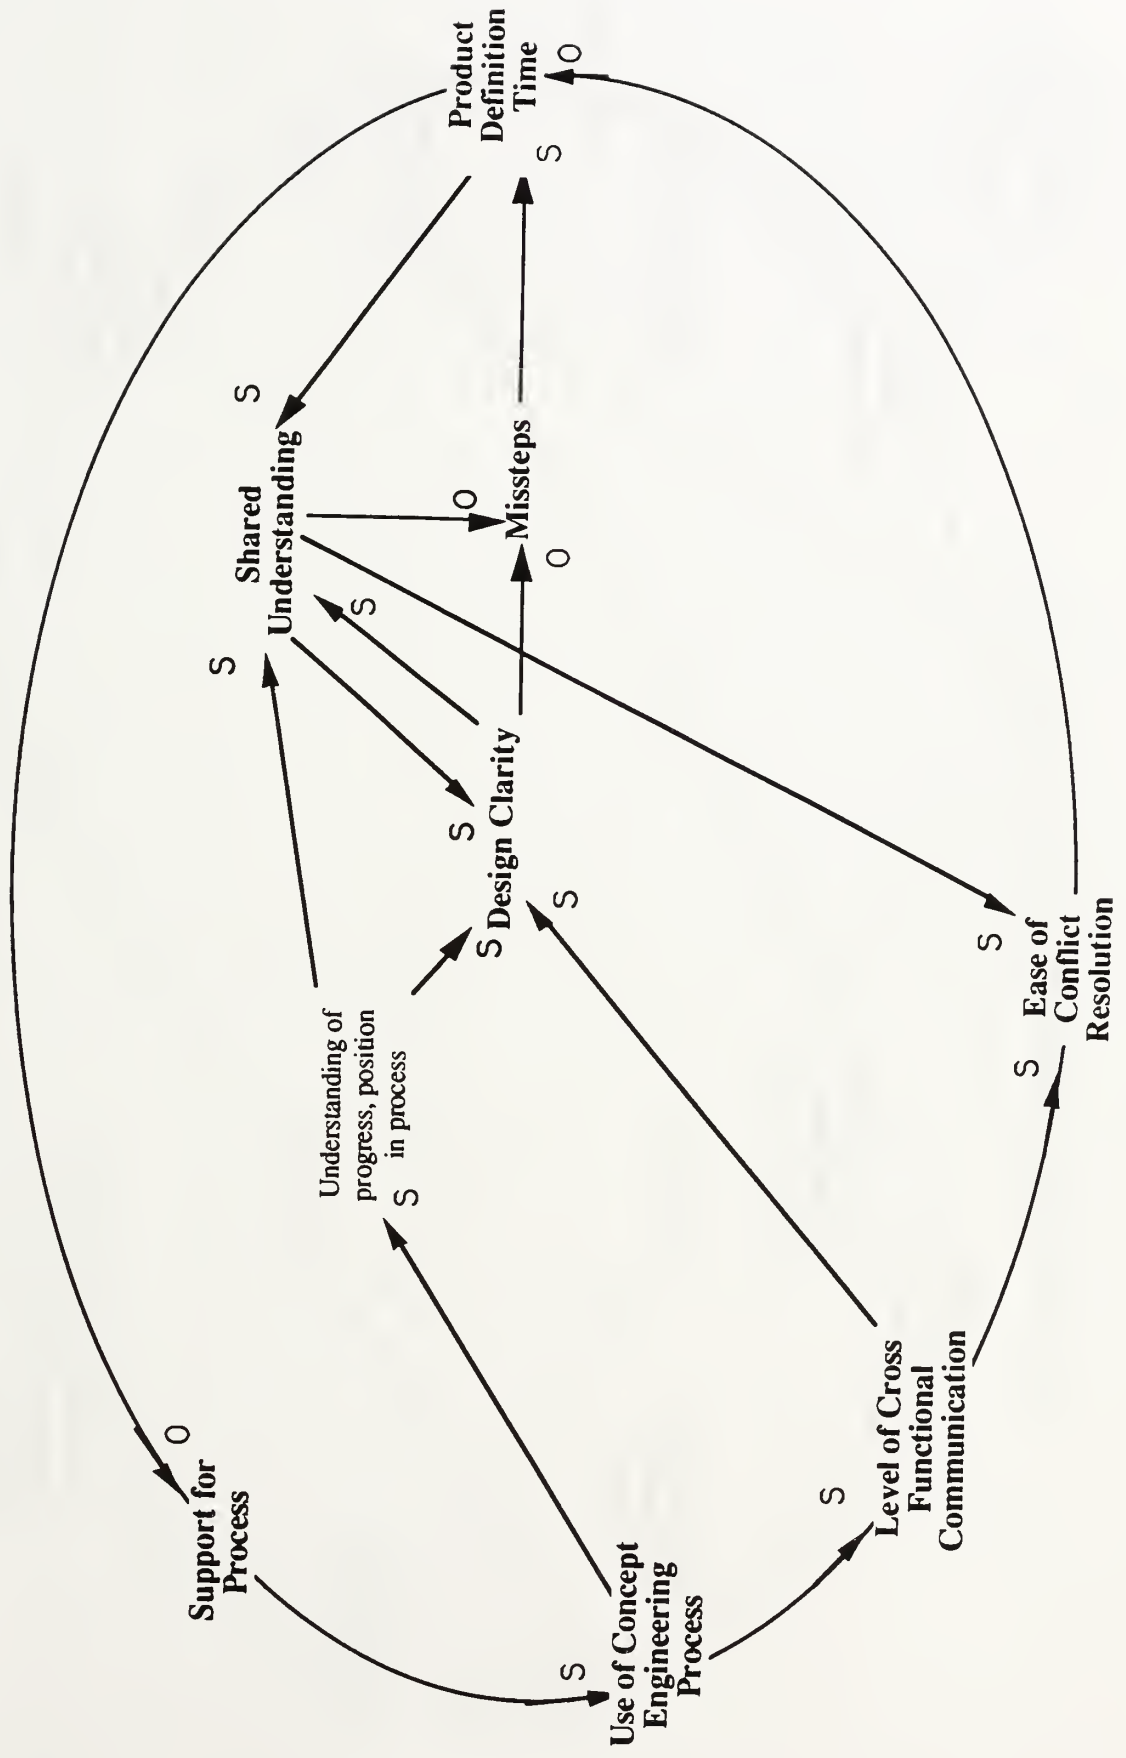 Support for
Process
O
S
Use of Concept
Engineering
Process
S
Level of Cross
Functional
Communication
S
Understanding of
progress, position
in process
S
Shared
Understanding
S
S
S
S
Design Clarity
S
S
O
Missteps
O
S
Product
Definition
Time
O
S
Ease of
Conflict
Resolution
S